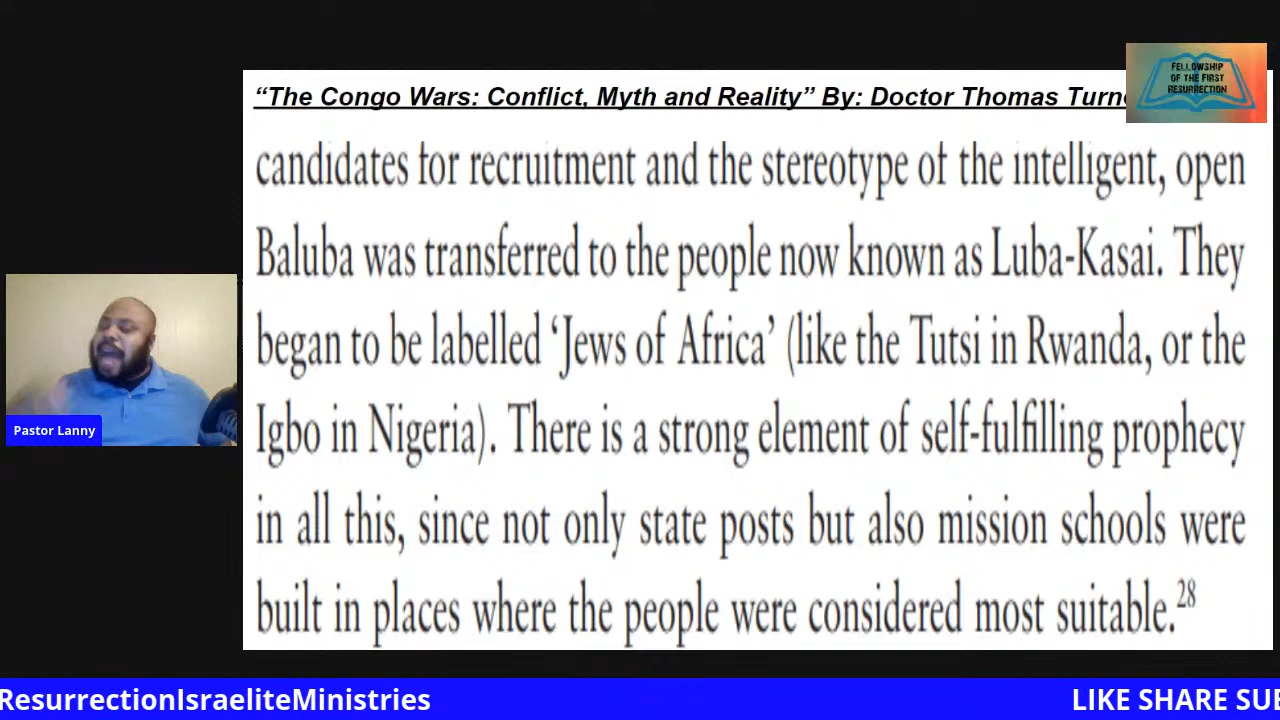 “The Congo Wars: Conflict, Myth and Reality” By: Doctor Thomas
FELLOWSHIP
OF THE FIRST
RESURRECTION
candidates for recruitment and the stereotype of the intelligent, open
Baluba was transferred to the people now known as Luba-Kasai. They
began to be labelled ‘Jews of Africa’ (like the Tutsi in Rwanda, or the
Igbo in Nigeria). There is a strong element of self-fulfilling prophecy
in all this, since not only state posts but also mission schools were
built in places where the people were considered most suitable.28
Pastor Lanny
ResurrectionIsraeliteMinistries
LIKE SHARE